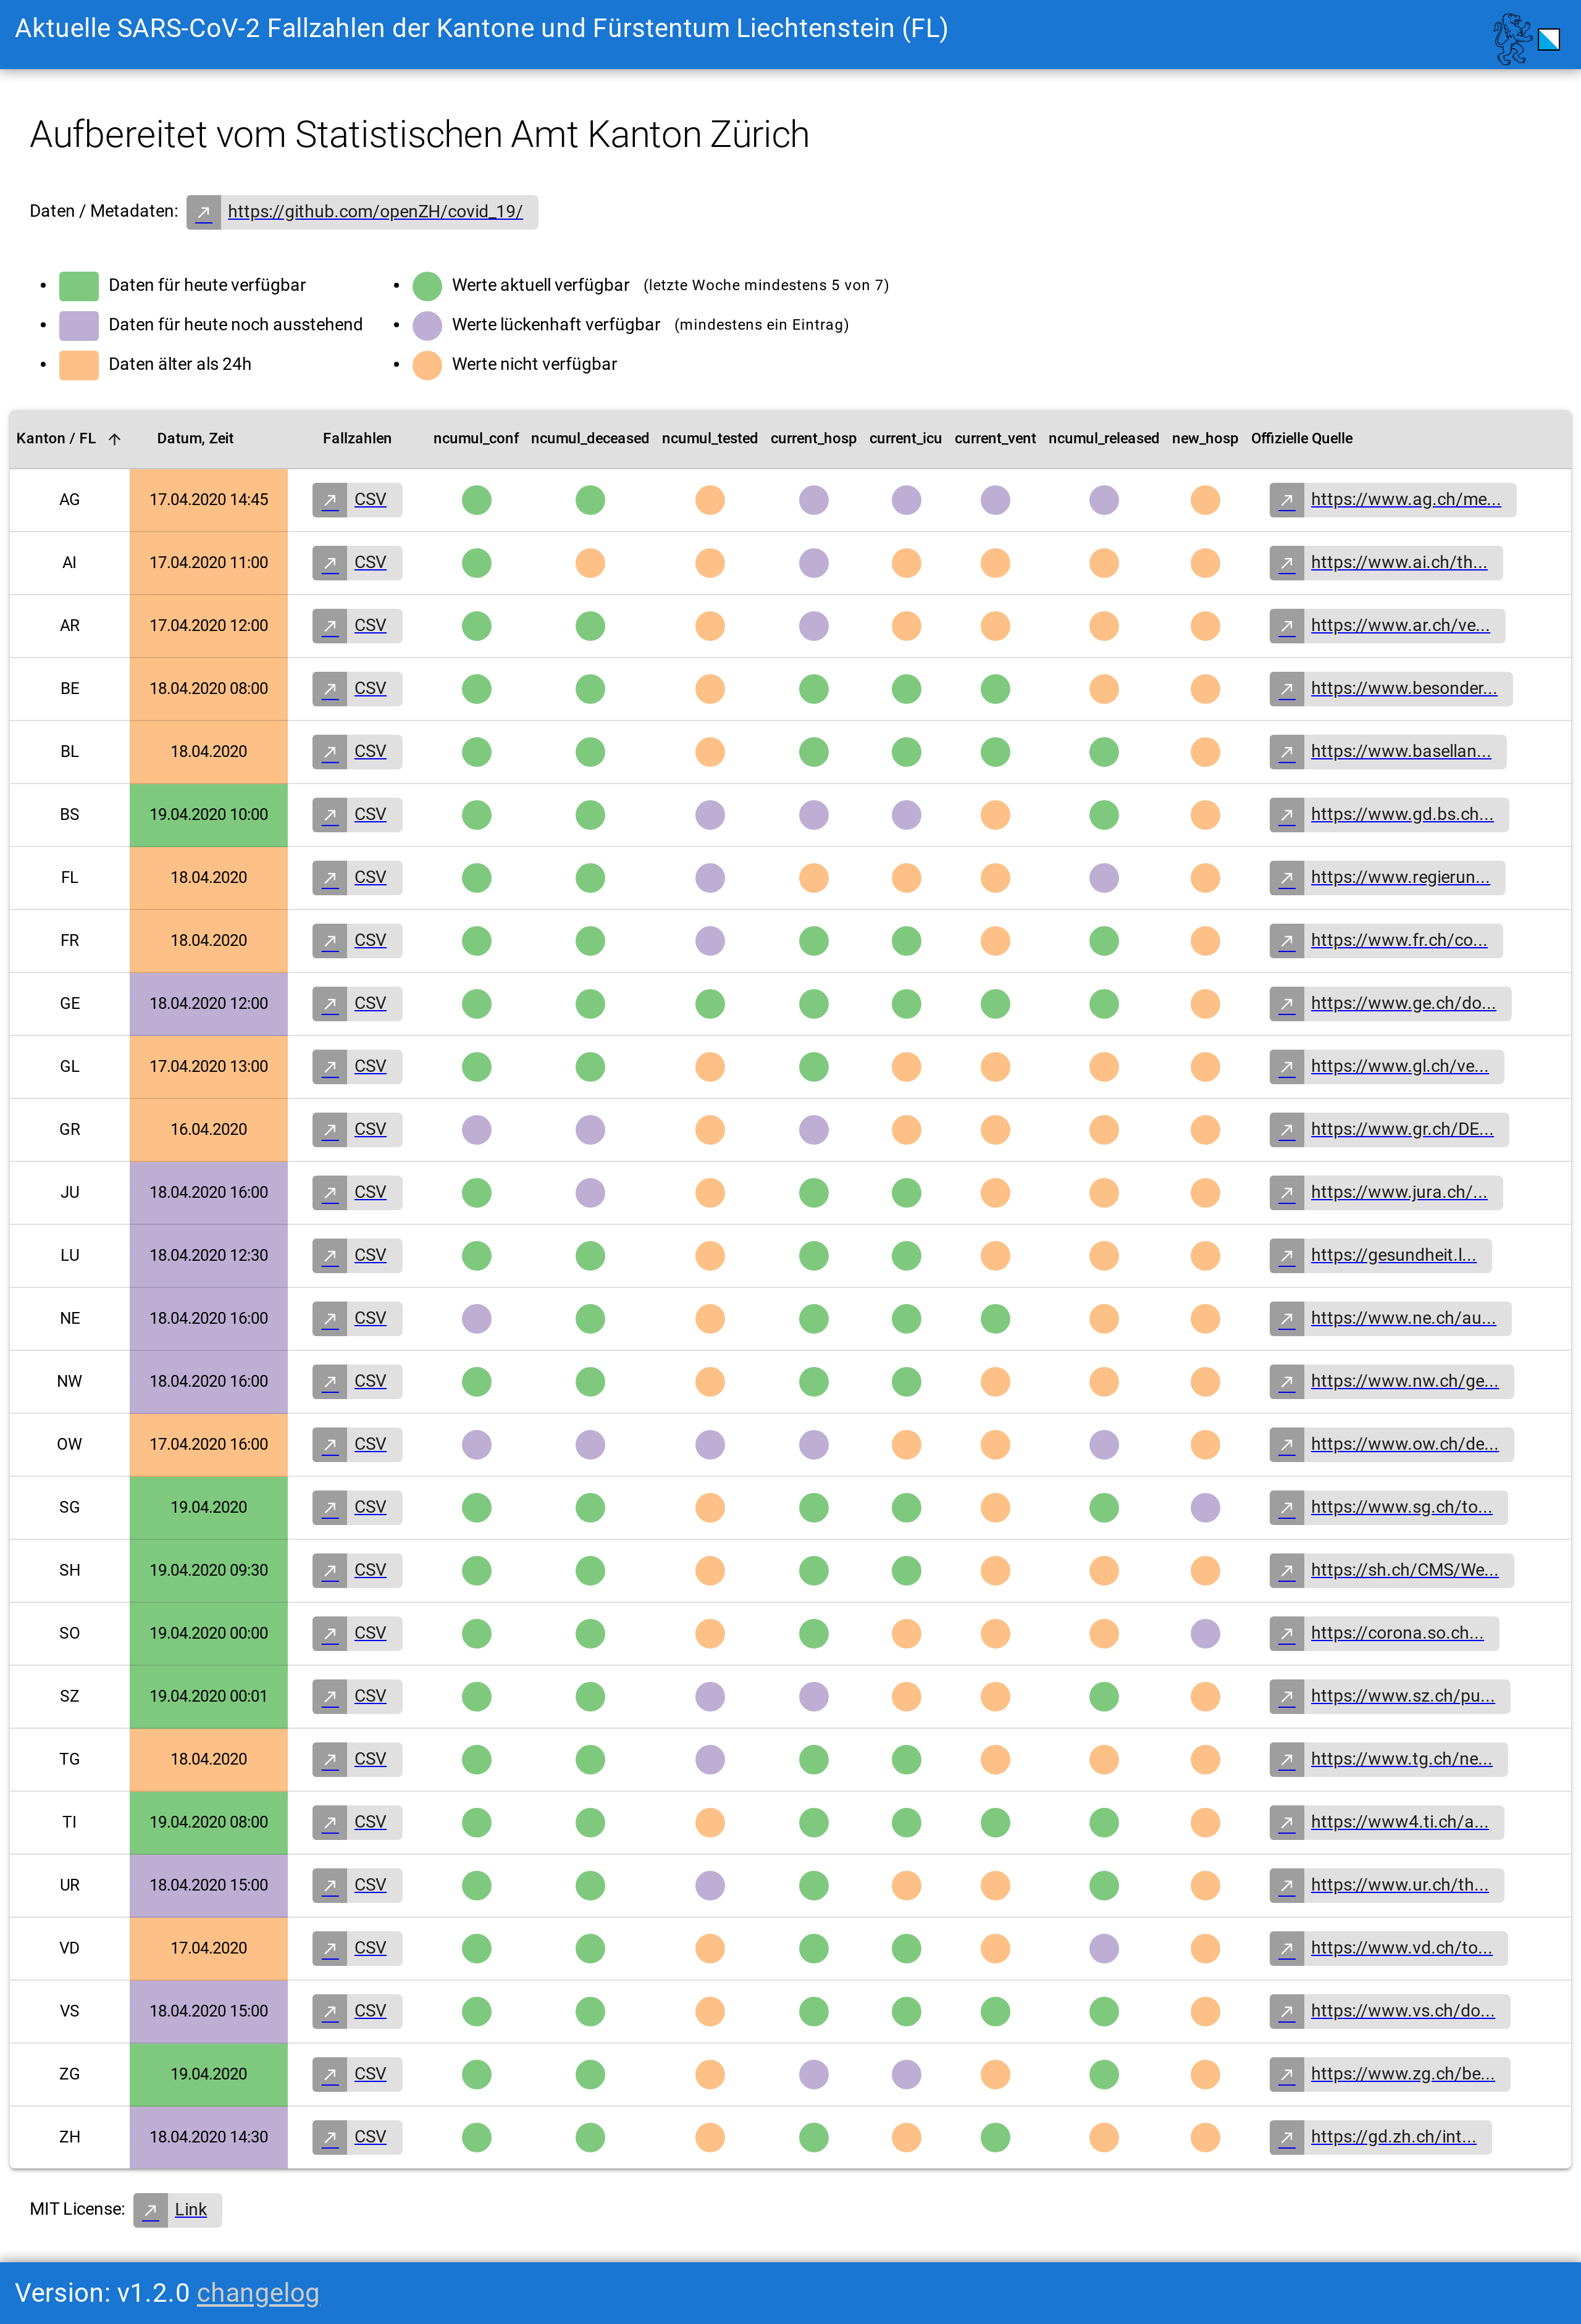 Aktuelle SARS-CoV-2 Fallzahlen der Kantone und Fürstentum Liechtenstein (FL)
Aufbereitet vom Statistischen Amt Kanton Zürich
Daten / Metadaten: https://github.com/openZH/covid_19/
Daten für heute verfügbar
Daten für heute noch ausstehend
Daten älter als 24h
Werte aktuell verfügbar (letzte Woche mindestens 5 von 7)
Werte lückenhaft verfügbar (mindestens ein Eintrag)
Werte nicht verfügbar
Kanton / FL Datum, Zeit Fallzahlen ncumul_conf ncumul_deceased ncumul_tested current_hosp current_icu current_vent ncumul_released new_hosp Offizielle Quelle
AG 17.04.2020 14:45 CSV https://www.ag.ch/me...
AI 17.04.2020 11:00 CSV https://www.ai.ch/th...
AR 17.04.2020 12:00 CSV https://www.ar.ch/ve...
BE 18.04.2020 08:00 CSV https://www.besonder...
BL 18.04.2020 CSV https://www.basellan...
BS 19.04.2020 10:00 CSV https://www.gd.bs.ch...
FL 18.04.2020 CSV https://www.regierun...
FR 18.04.2020 CSV https://www.fr.ch/co...
GE 18.04.2020 12:00 CSV https://www.ge.ch/do...
GL 17.04.2020 13:00 CSV https://www.gl.ch/ve...
GR 16.04.2020 CSV https://www.gr.ch/DE...
JU 18.04.2020 16:00 CSV https://www.jura.ch/...
LU 18.04.2020 12:30 CSV https://gesundheit.l...
NE 18.04.2020 16:00 CSV https://www.ne.ch/au...
NW 18.04.2020 16:00 CSV https://www.nw.ch/ge...
OW 17.04.2020 16:00 CSV https://www.ow.ch/de...
SG 19.04.2020 CSV https://www.sg.ch/to...
SH 19.04.2020 09:30 CSV https://sh.ch/CMS/We...
SO 19.04.2020 00:00 CSV https://corona.so.ch...
SZ 19.04.2020 00:01 CSV https://www.sz.ch/pu...
TG 18.04.2020 CSV https://www.tg.ch/ne...
TI 19.04.2020 08:00 CSV https://www4.ti.ch/a...
UR 18.04.2020 15:00 CSV https://www.ur.ch/th...
VD 17.04.2020 CSV https://www.vd.ch/to...
VS 18.04.2020 15:00 CSV https://www.vs.ch/do...
ZG 19.04.2020 CSV https://www.zg.ch/be...
ZH 18.04.2020 14:30 CSV https://gd.zh.ch/int...
MIT License: Link
Version: v1.2.0 changelog